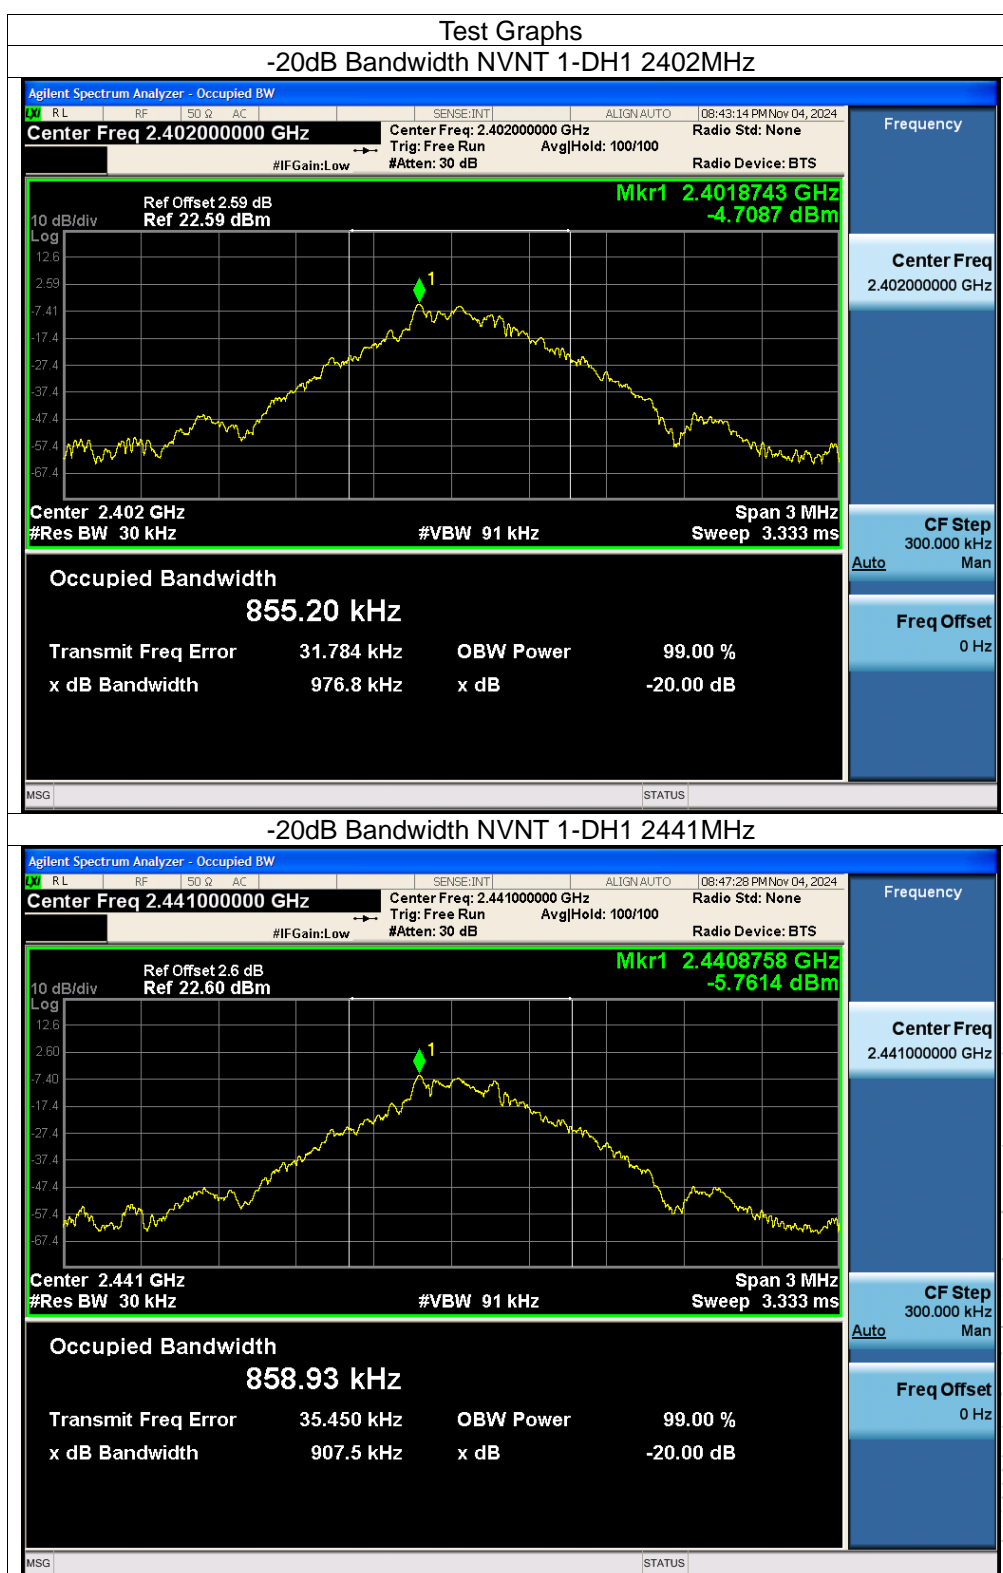 Test Graphs
-20dB Bandwidth NVNT 1-DH1 2402MHz
Agilent Spectrum Analyzer - Occupied BW
LXI RL RF 50 Ω AC SENSE:INT ALIGN AUTO 08:43:14 PM Nov 04, 2024
Center Freq 2.402000000 GHz Center Freq: 2.402000000 GHz Radio Std: None Frequency
Trig: Free Run Avg|Hold: 100/100
#IFGain:Low #Atten: 30 dB Radio Device: BTS
Mkr1 2.4018743 GHz
Ref Offset 2.59 dB -4.7087 dBm
10 dB/div Ref 22.59 dBm
Log
12.6
2.59
-7.41
-17.4
-27.4
-37.4
-47.4
-57.4
-67.4
1
Center Freq
2.402000000 GHz
Center 2.402 GHz Span 3 MHz
#Res BW 30 kHz #VBW 91 kHz Sweep 3.333 ms
CF Step
300.000 kHz
Auto Man
Occupied Bandwidth
855.20 kHz
Freq Offset
0 Hz
Transmit Freq Error 31.784 kHz OBW Power 99.00 %
x dB Bandwidth 976.8 kHz x dB -20.00 dB
MSG STATUS
-20dB Bandwidth NVNT 1-DH1 2441MHz
Agilent Spectrum Analyzer - Occupied BW
LXI RL RF 50 Ω AC SENSE:INT ALIGN AUTO 08:47:28 PM Nov 04, 2024
Center Freq 2.441000000 GHz Center Freq: 2.441000000 GHz Radio Std: None Frequency
Trig: Free Run Avg|Hold: 100/100
#IFGain:Low #Atten: 30 dB Radio Device: BTS
Mkr1 2.4408758 GHz
Ref Offset 2.6 dB -5.7614 dBm
10 dB/div Ref 22.60 dBm
Log
12.6
2.60
-7.40
-17.4
-27.4
-37.4
-47.4
-57.4
-67.4
1
Center Freq
2.441000000 GHz
Center 2.441 GHz Span 3 MHz
#Res BW 30 kHz #VBW 91 kHz Sweep 3.333 ms
CF Step
300.000 kHz
Auto Man
Occupied Bandwidth
858.93 kHz
Freq Offset
0 Hz
Transmit Freq Error 35.450 kHz OBW Power 99.00 %
x dB Bandwidth 907.5 kHz x dB -20.00 dB
MSG STATUS